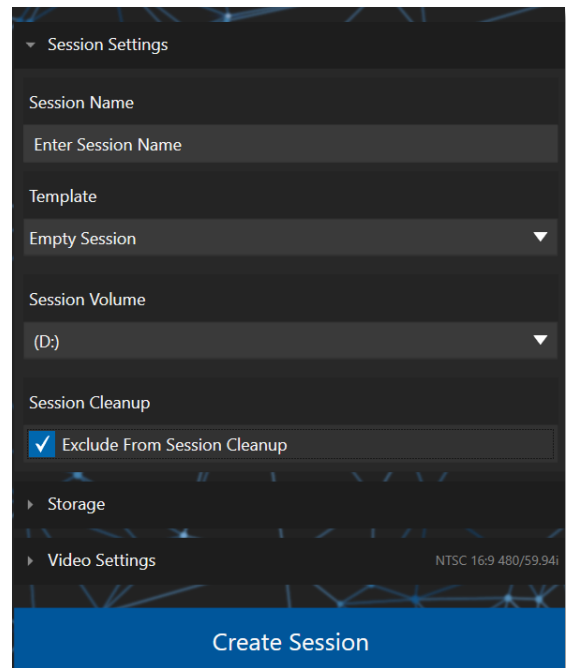 Session Settings
Session Name
Enter Session Name
Template
Empty Session
Session Volume
(D:)
Session Cleanup
Exclude From Session Cleanup
Storage
Video Settings
NTSC 16:9 480/59.94i
Create Session